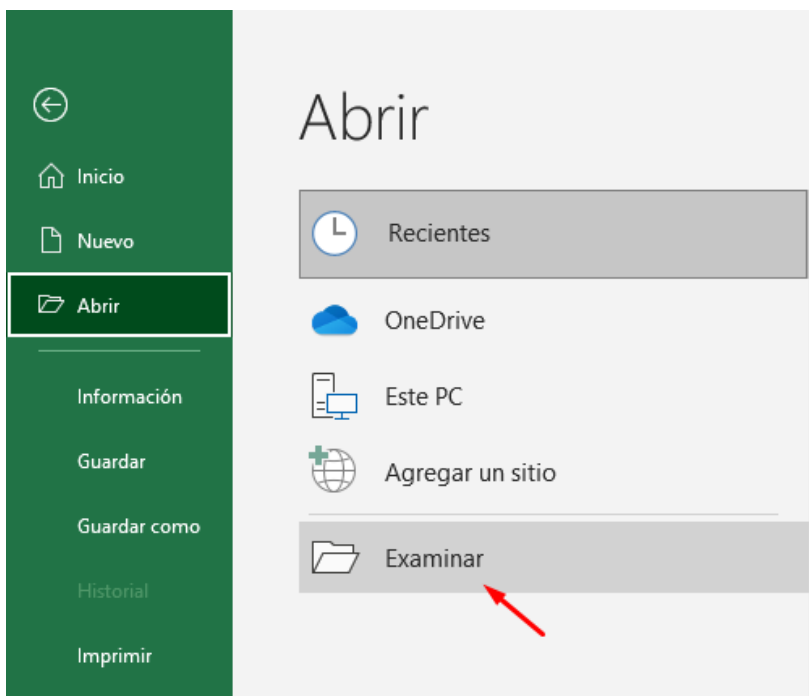 Inicio
Nuevo
Abrir
Información
Guardar
Guardar como
Historial
Imprimir
Abrir
Recientes
OneDrive
Este PC
Agregar un sitio
Examinar